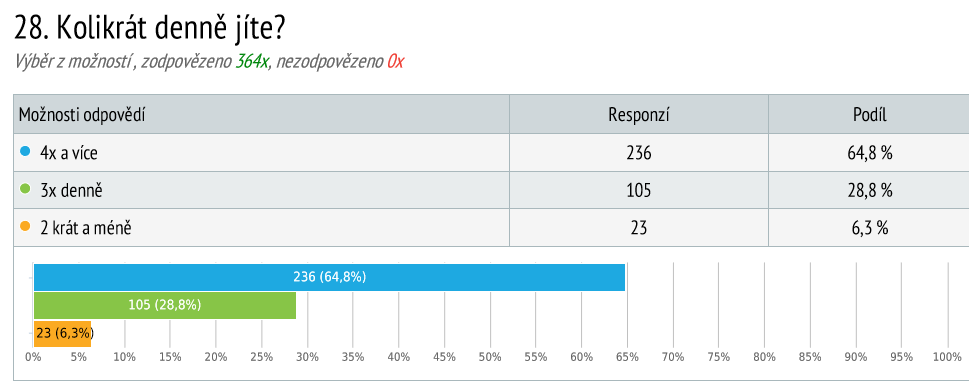 28. Kolikrát denně jíte?
Výběr z možností, zodpovězeno 364x, nezodpovězeno 0x
Možnosti odpovědí Responzí Podíl
4x a více 236 64,8 %
3x denně 105 28,8 %
2 krát a méně 23 6,3 %
236 (64,8%)
105 (28,8%)
23 (6,3%)
0% 5% 10% 15% 20% 25% 30% 35% 40% 45% 50% 55% 60% 65% 70% 75% 80% 85% 90% 95% 100%